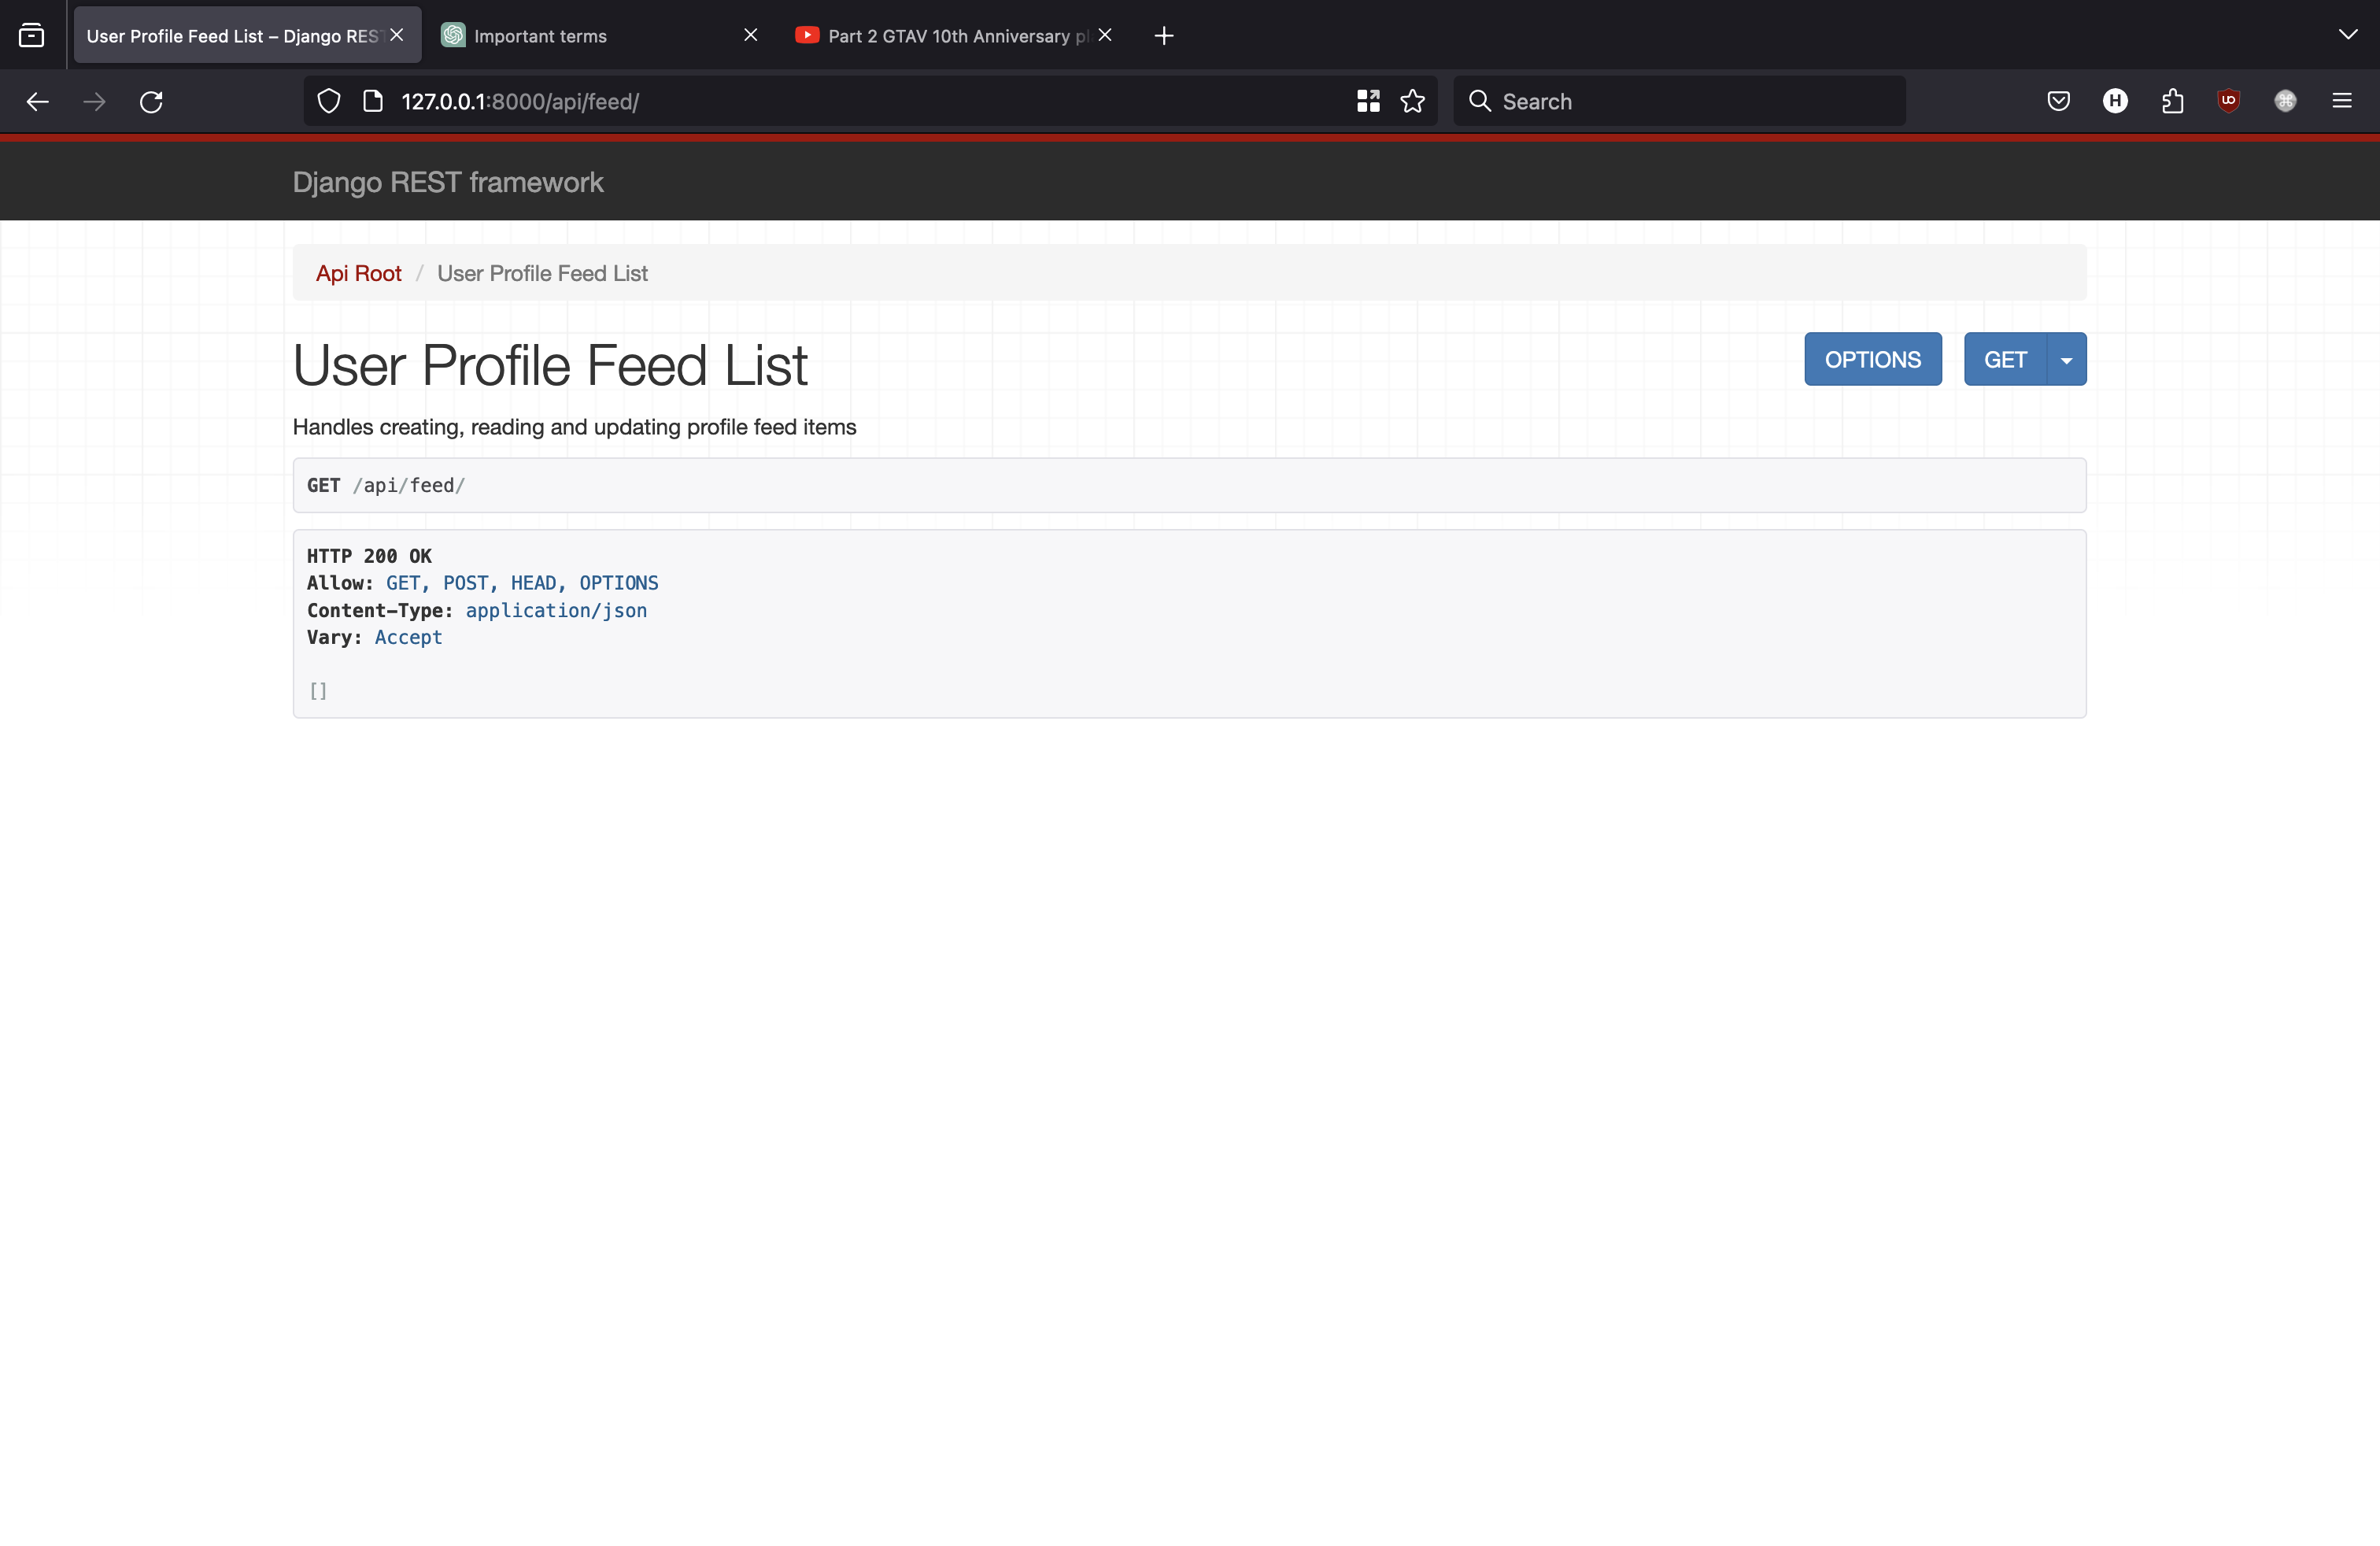 User Profile Feed List – Django RES
Important terms
Part 2 GTAV 10th Anniversary pl
127.0.0.1:8000/api/feed/
Search
Django REST framework
Api Root / User Profile Feed List
User Profile Feed List
OPTIONS
GET
Handles creating, reading and updating profile feed items
GET /api/feed/
HTTP 200 OK
Allow: GET, POST, HEAD, OPTIONS
Content-Type: application/json
Vary: Accept
[]